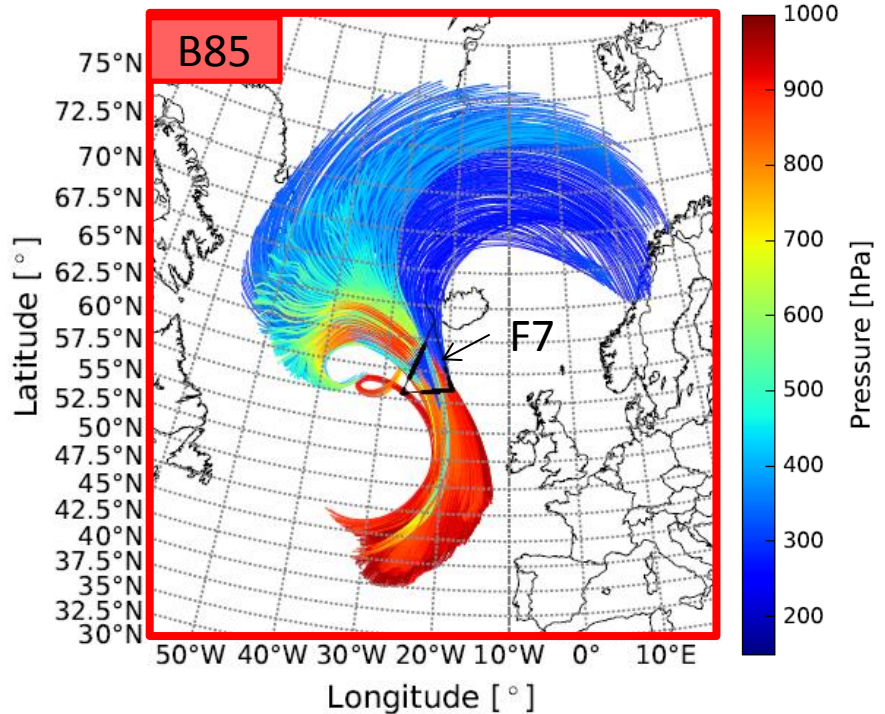 B85
F7
75°N
72.5°N
70°N
67.5°N
65°N
62.5°N
60°N
57.5°N
55°N
52.5°N
50°N
47.5°N
45°N
42.5°N
40°N
37.5°N
35°N
32.5°N
30°N
Latitude [°]
50°W 40°W 30°W 20°W 10°W 0° 10°E
Longitude [°]
1000
900
800
700
600
500
400
300
200
Pressure [hPa]